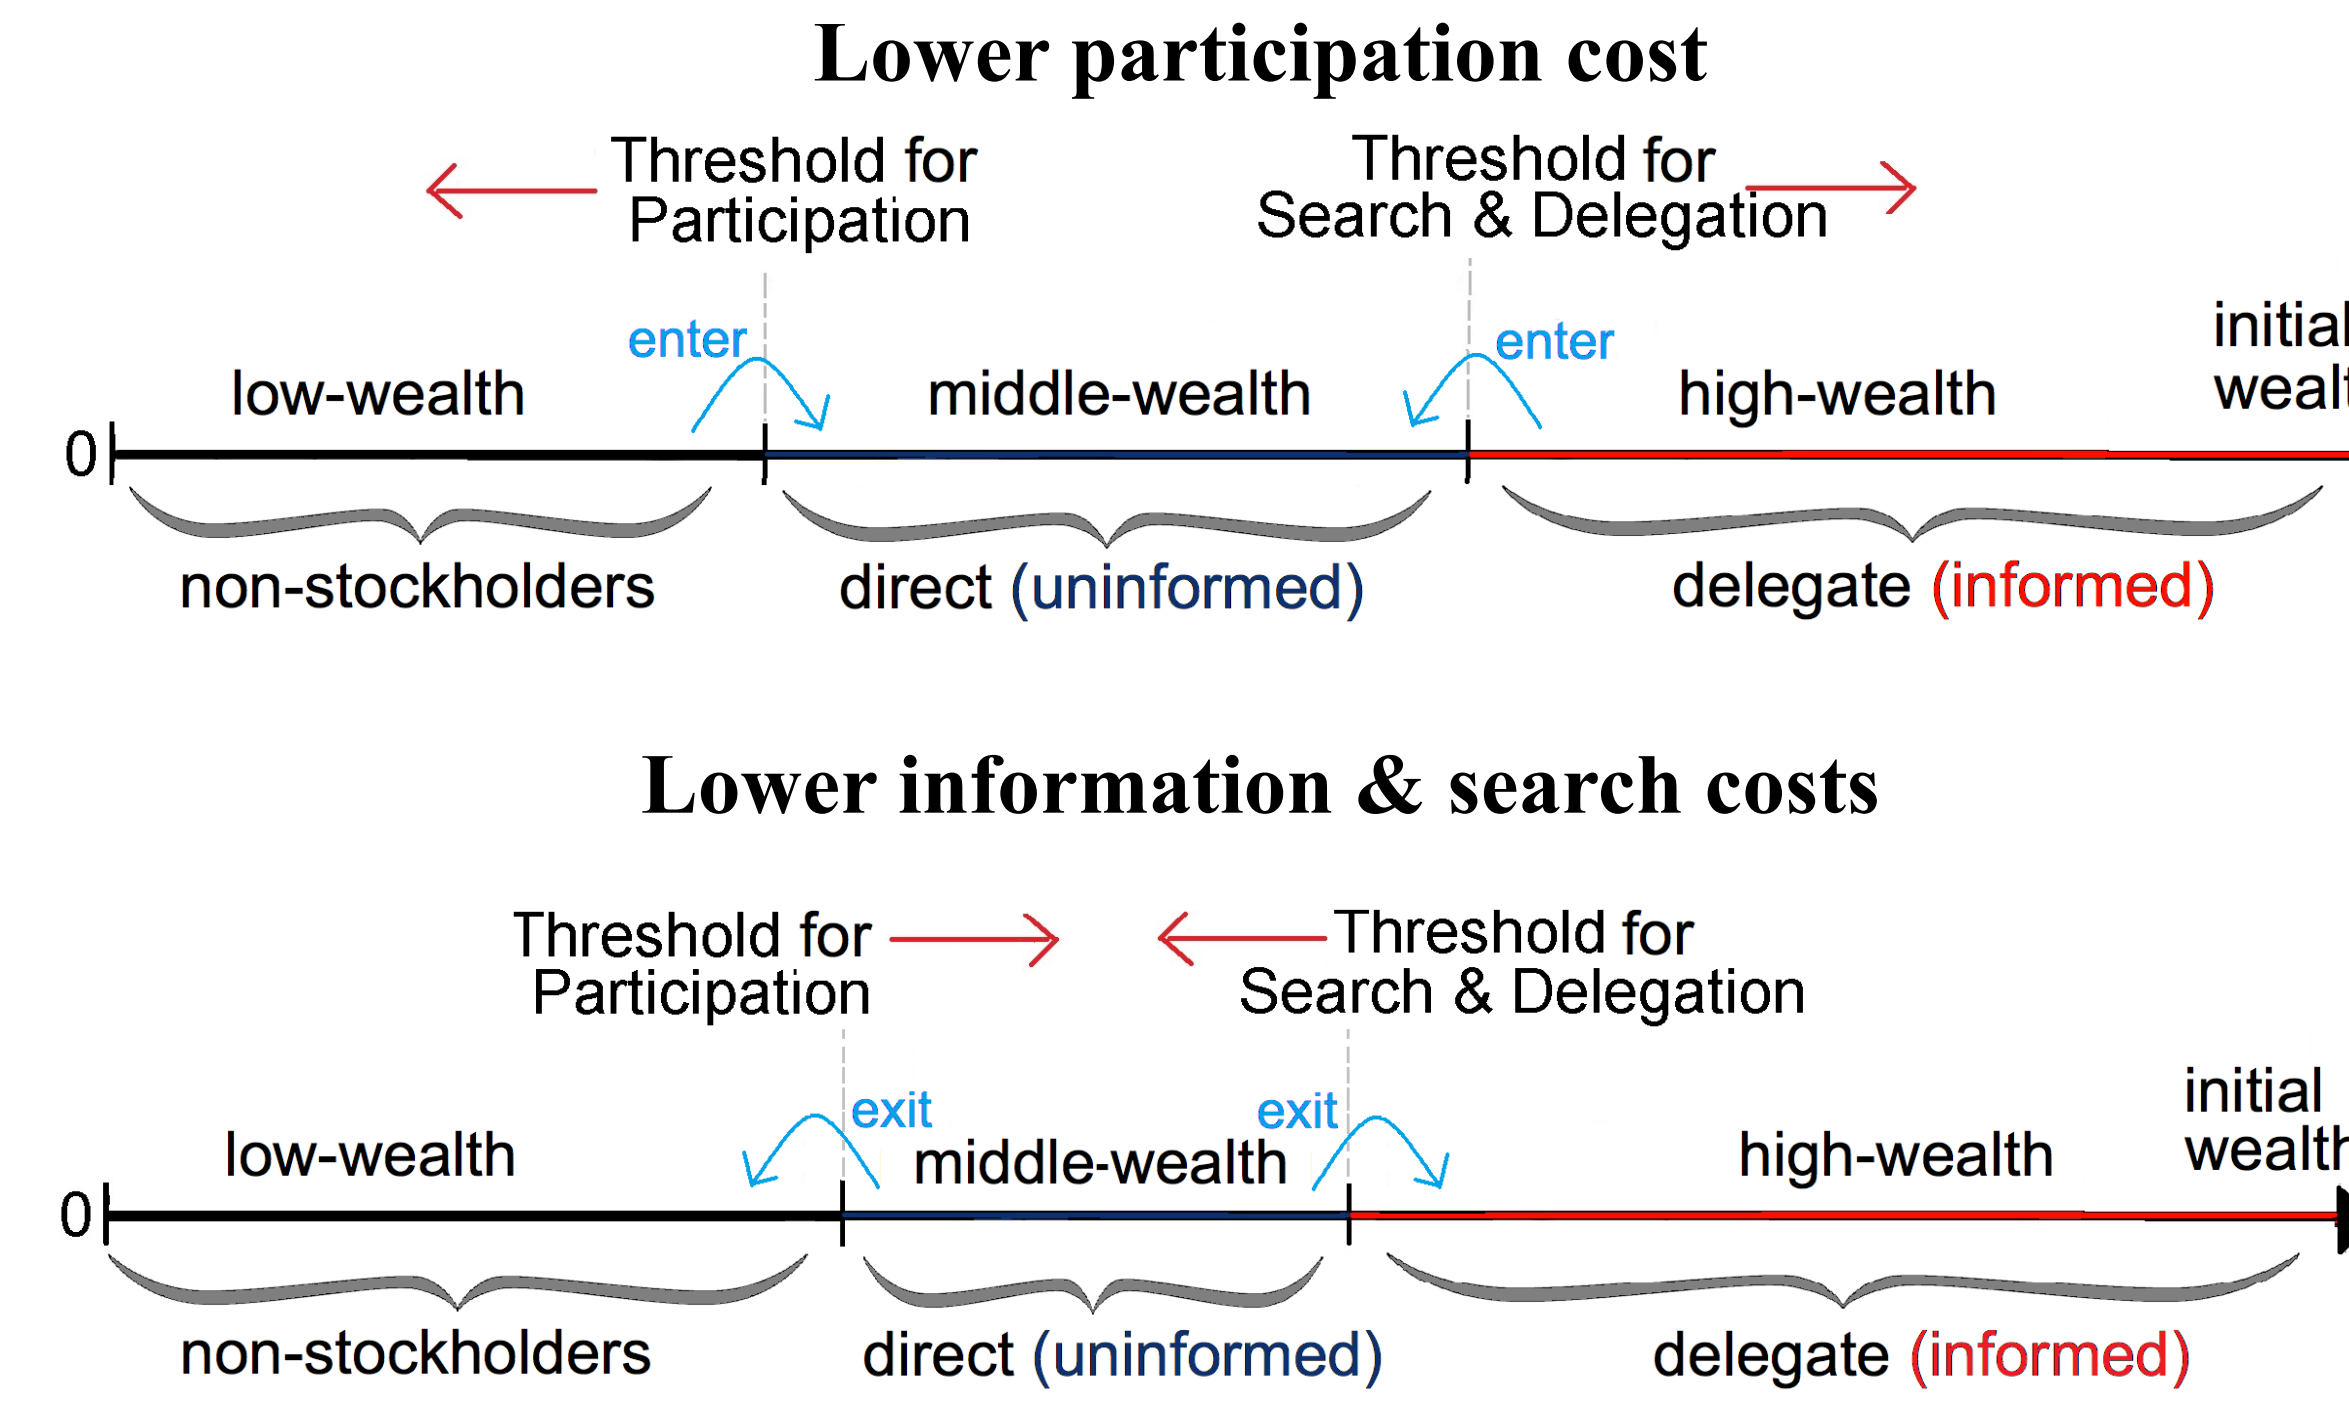 Lower participation cost
Threshold for
Participation
Threshold for
Search & Delegation
enter
enter
initial
low-wealth
middle-wealth
high-wealth
0
non-stockholders
direct (uninformed)
delegate (informed)
Lower information & search costs
Threshold for
Participation
Threshold for
Search & Delegation
exit
exit
initial
wealth
low-wealth
middle-wealth
high-wealth
0
non-stockholders
direct (uninformed)
delegate (informed)